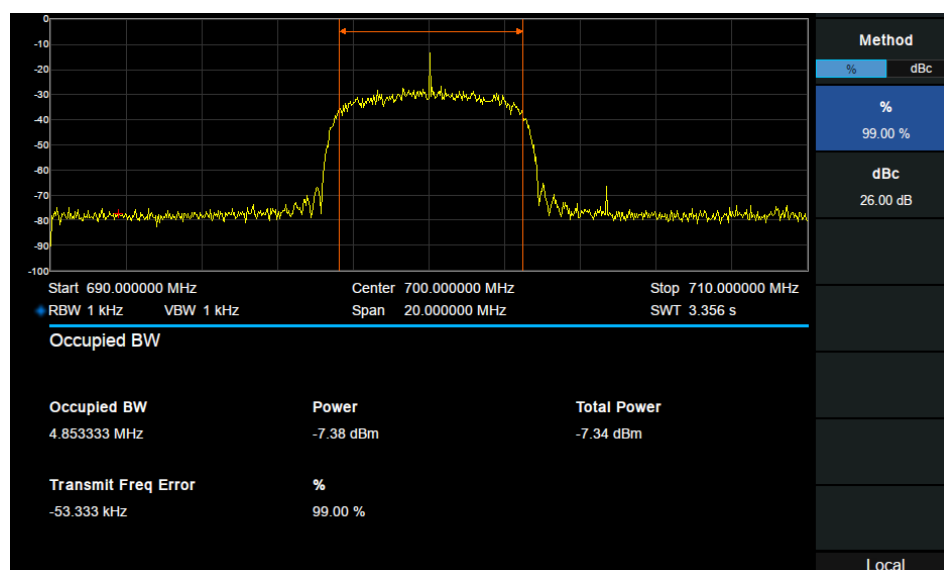 0
-10
-20
-30
-40
-50
-60
-70
-80
-90
-100
Method
% dBc
%
99.00 %
dBc
26.00 dB
Start 690.000000 MHz Center 700.000000 MHz Stop 710.000000 MHz
RBW 1 kHz VBW 1 kHz Span 20.000000 MHz SWT 3.356 s
Occupied BW
Occupied BW Power Total Power
4.853333 MHz -7.38 dBm -7.34 dBm
Transmit Freq Error %
-53.333 kHz 99.00 %
Local